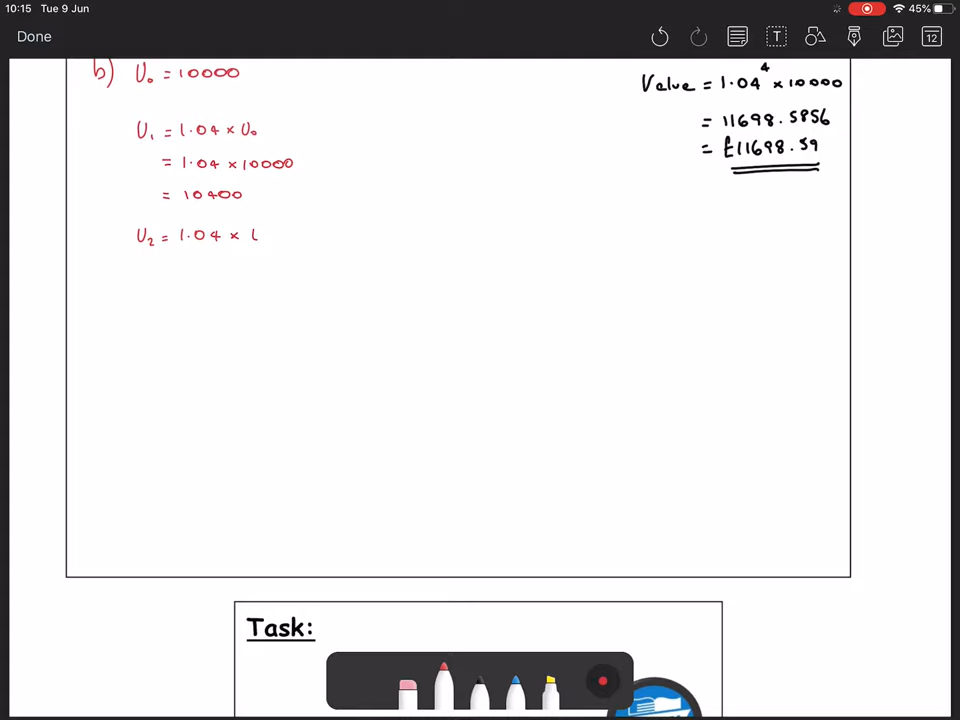 10:15 Tue 9 Jun
45%
Done
T
12
b) U₀ = 10000
U₁ = 1.04 × U₀
= 1.04 × 10000
= 10400
U₂ = 1.04 ×
Value = 1.04⁴ × 10000
= 11698.5856
= £11698.59
Task: